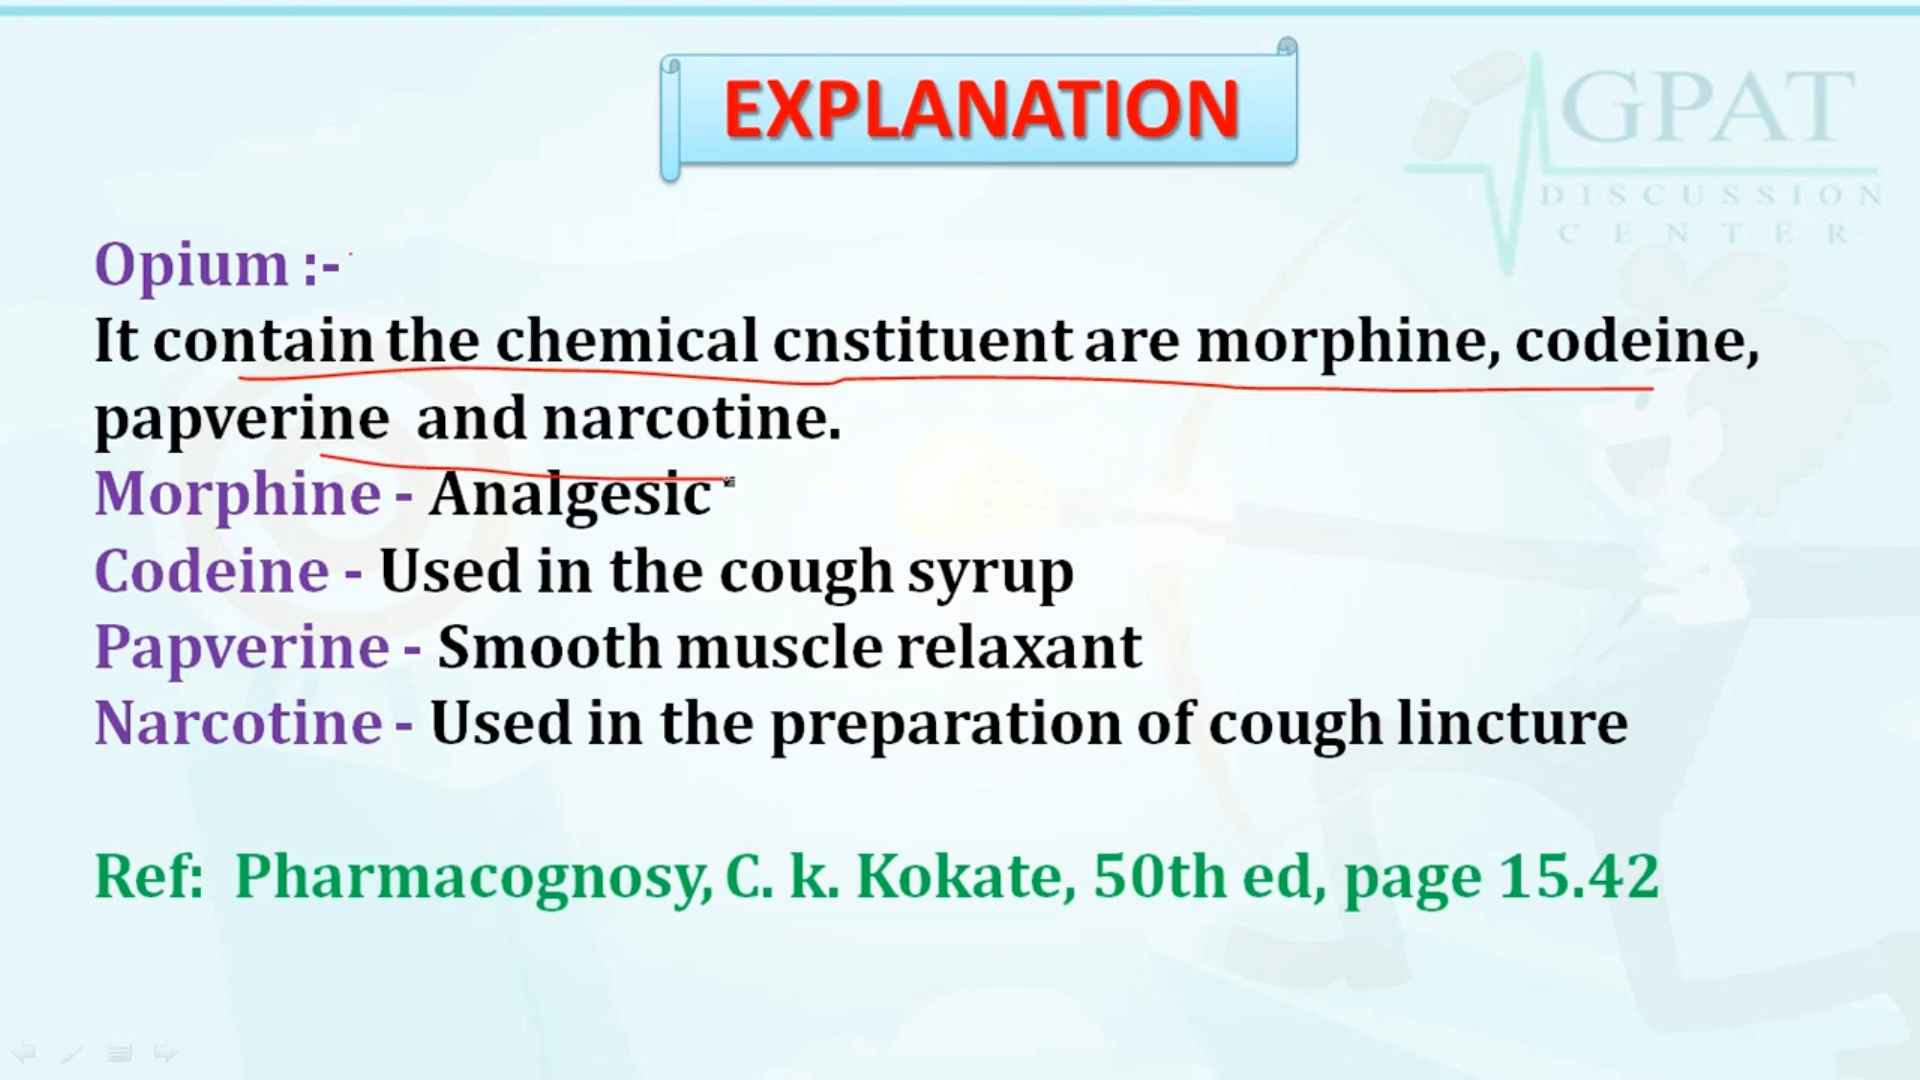 EXPLANATION
GPAT
DISCUSSION
CENTER
Opium :-
It contain the chemical cnstituent are morphine, codeine,
papverine and narcotine.
Morphine - Analgesic
Codeine - Used in the cough syrup
Papverine - Smooth muscle relaxant
Narcotine - Used in the preparation of cough lincture
Ref: Pharmacognosy, C. k. Kokate, 50th ed, page 15.42